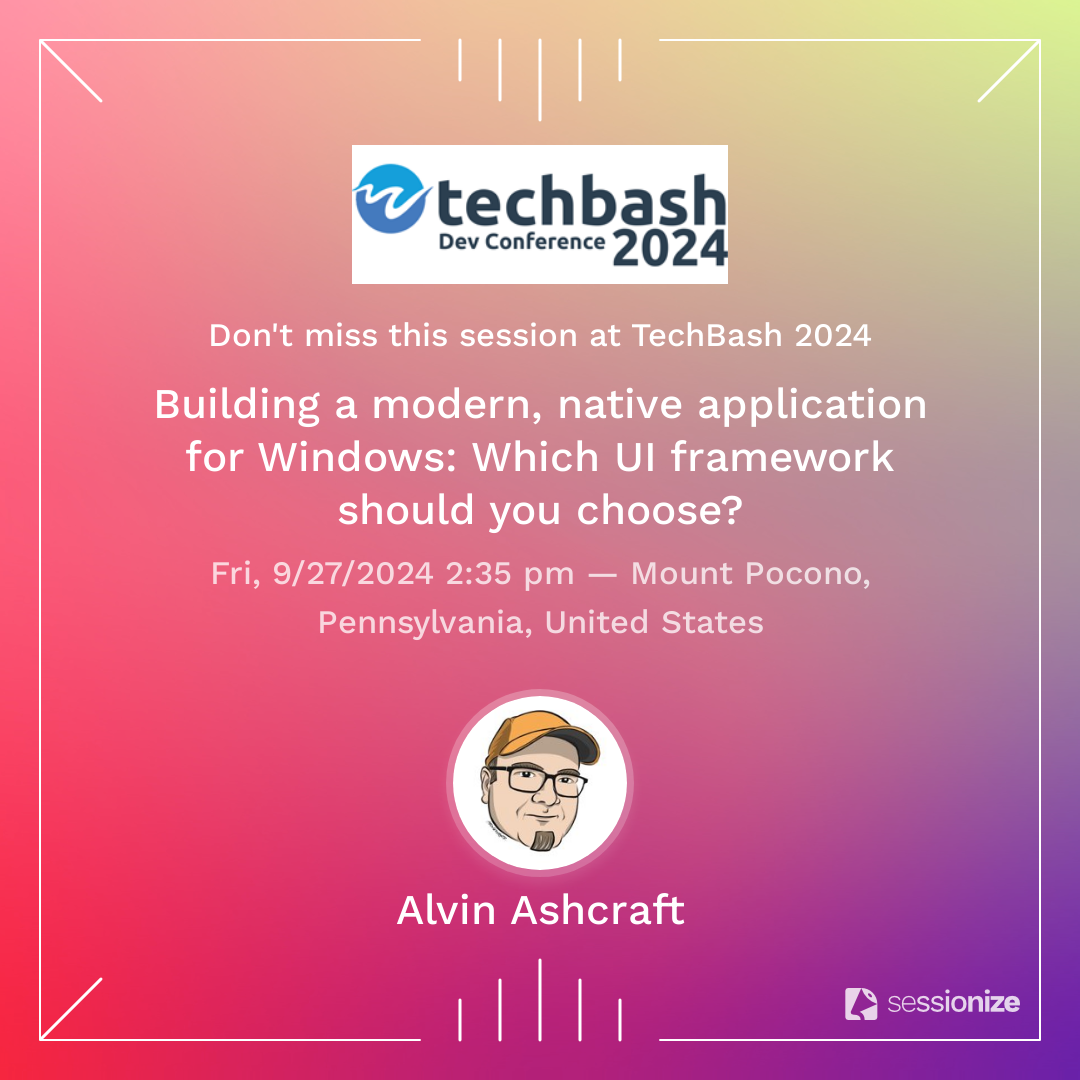 techbash
Dev Conference 2024
Don't miss this session at TechBash 2024
Building a modern, native application
for Windows: Which UI framework
should you choose?
Fri, 9/27/2024 2:35 pm — Mount Pocono,
Pennsylvania, United States
Alvin Ashcraft
sessionize